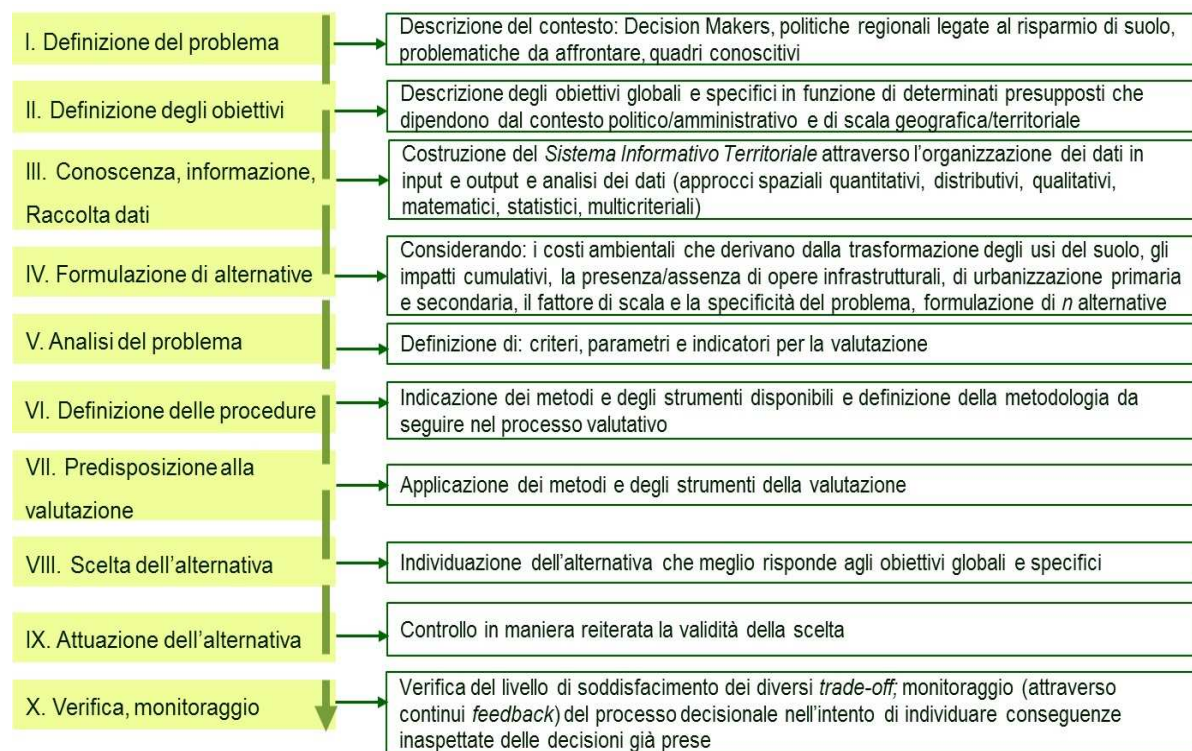 I. Definizione del problema
Descrizione del contesto: Decision Makers, politiche regionali legate al risparmio di suolo,
problematiche da affrontare, quadri conoscitivi
II. Definizione degli obiettivi
Descrizione degli obiettivi globali e specifici in funzione di determinati presupposti che
dipendono dal contesto politico/amministrativo e di scala geografica/territoriale
III. Conoscenza, informazione,
Raccolta dati
Costruzione del Sistema Informativo Territoriale attraverso l'organizzazione dei dati in
input e output e analisi dei dati (approcci spaziali quantitativi, distributivi, qualitativi,
matematici, statistici, multicriteriali)
IV. Formulazione di alternative
Considerando: i costi ambientali che derivano dalla trasformazione degli usi del suolo, gli
impatti cumulativi, la presenza/assenza di opere infrastrutturali, di urbanizzazione primaria
e secondaria, il fattore di scala e la specificità del problema, formulazione di n alternative
V. Analisi del problema
Definizione di: criteri, parametri e indicatori per la valutazione
VI. Definizione delle procedure
Indicazione dei metodi e degli strumenti disponibili e definizione della metodologia da
seguire nel processo valutativo
VII. Predisposizione alla
valutazione
Applicazione dei metodi e degli strumenti della valutazione
VIII. Scelta dell'alternativa
Individuazione dell'alternativa che meglio risponde agli obiettivi globali e specifici
IX. Attuazione dell'alternativa
Controllo in maniera reiterata la validità della scelta
X. Verifica, monitoraggio
Verifica del livello di soddisfacimento dei diversi trade-off; monitoraggio (attraverso
continui feedback) del processo decisionale nell'intento di individuare conseguenze
inaspettate delle decisioni già prese